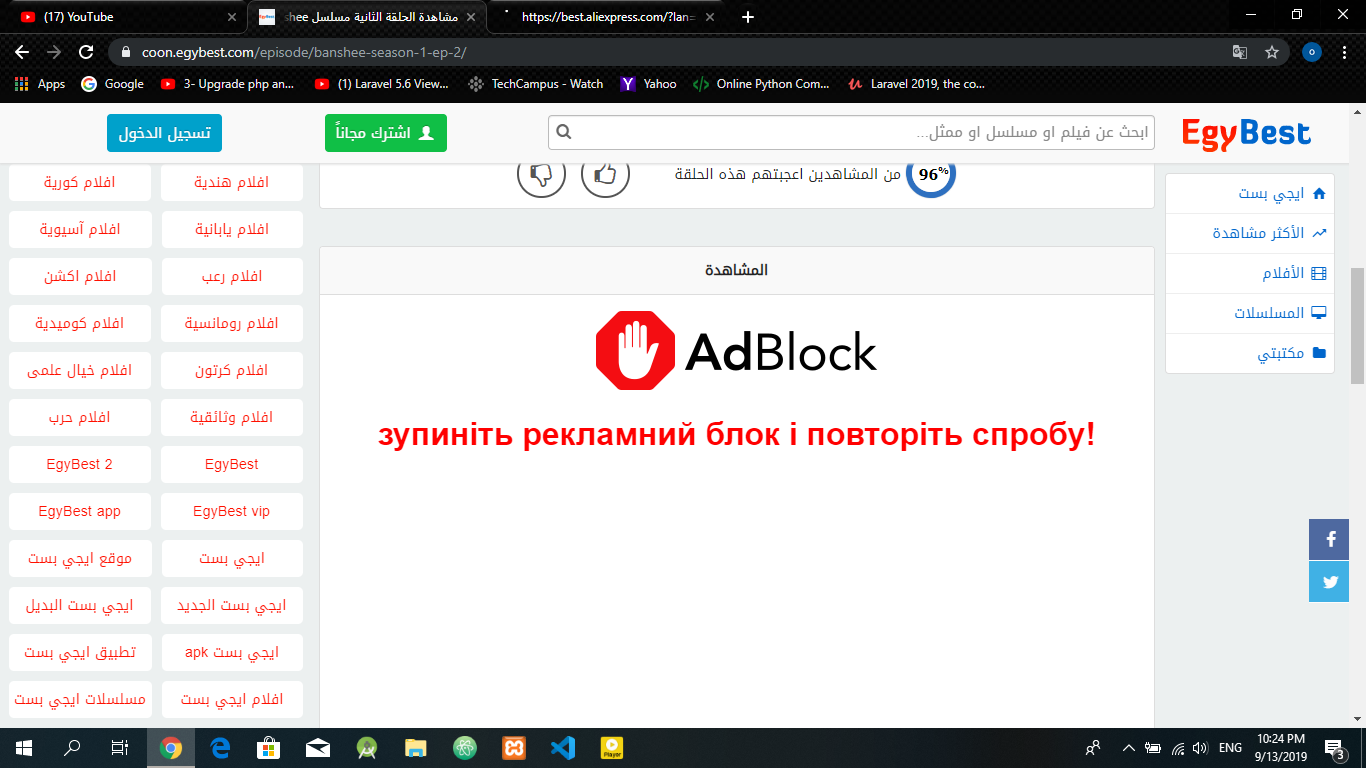 (17) YouTube
مشاهدة الحلقة الثانية مسلسل shee
https://best.aliexpress.com/?lan=
coon.egybest.com/episode/banshee-season-1-ep-2/
Apps
Google
3- Upgrade php an...
(1) Laravel 5.6 View...
TechCampus - Watch
Yahoo
Online Python Com...
Laravel 2019, the co...
EgyBest
ابحث عن فيلم او مسلسل او ممثل...
اشترك مجاناً
تسجيل الدخول
ايجي بست
الأكثر مشاهدة
الأفلام
المسلسلات
مكتبتي
96% من المشاهدين اعجبتهم هذه الحلقة
المشاهدة
AdBlock
зупиніть рекламний блок і повторіть спробу!
افلام هندية
افلام كورية
افلام يابانية
افلام آسيوية
افلام رعب
افلام اكشن
افلام رومانسية
افلام كوميدية
افلام كرتون
افلام خيال علمى
افلام وثائقية
افلام حرب
EgyBest
EgyBest 2
EgyBest vip
EgyBest app
ايجي بست
موقع ايجي بست
ايجي بست الجديد
ايجي بست البديل
ايجي بست apk
تطبيق ايجي بست
افلام ايجي بست
مسلسلات ايجي بست
Player
ENG
10:24 PM
9/13/2019
3